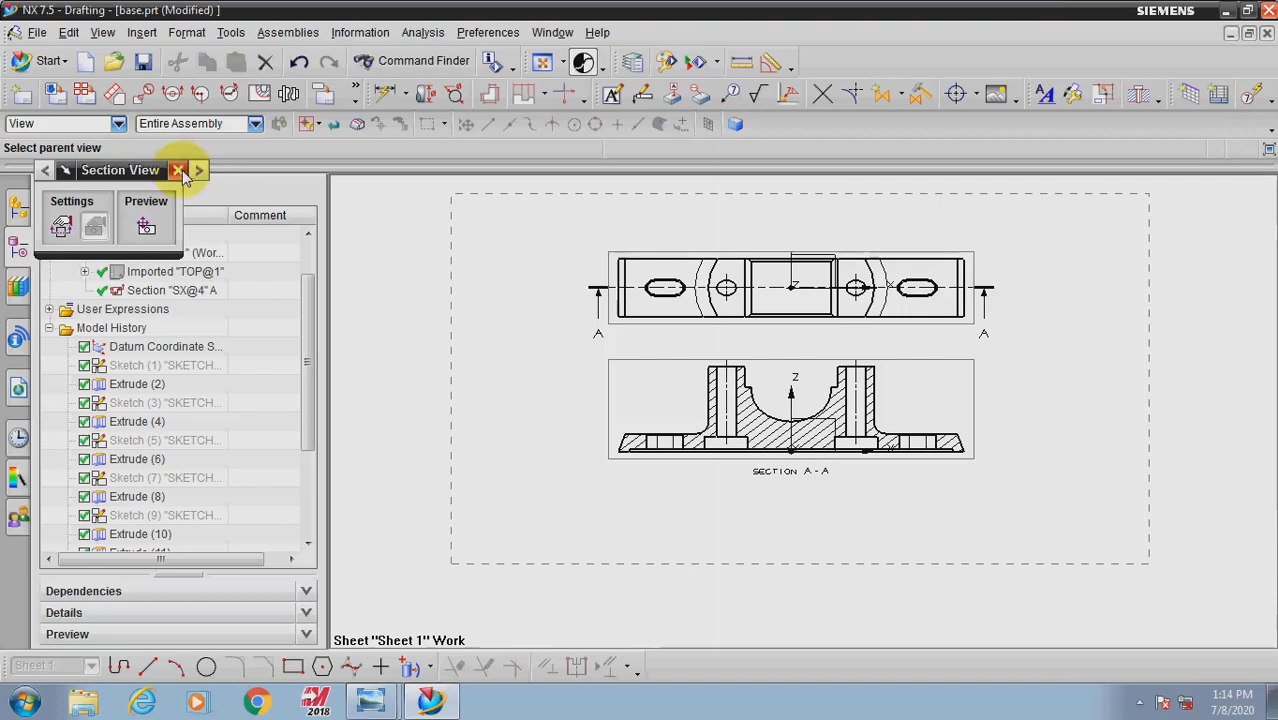 NX 7.5 - Drafting - [base.prt (Modified) ]
SIEMENS
File Edit View Insert Format Tools Assemblies Information Analysis Preferences Window Help
Start
Command Finder
View
Entire Assembly
Select parent view
Section View
Settings
Preview
Comment
" (Wor...
Imported "TOP@1"
Section "SX@4" A
User Expressions
Model History
Datum Coordinate S...
Sketch (1) "SKETCH...
Extrude (2)
Sketch (3) "SKETCH...
Extrude (4)
Sketch (5) "SKETCH...
Extrude (6)
Sketch (7) "SKETCH...
Extrude (8)
Sketch (9) "SKETCH...
Extrude (10)
Dependencies
Details
Preview
Z
X
A
A
Z
X
SECTION A-A
Sheet "Sheet 1" Work
Sheet 1
2018
1:14 PM
7/8/2020